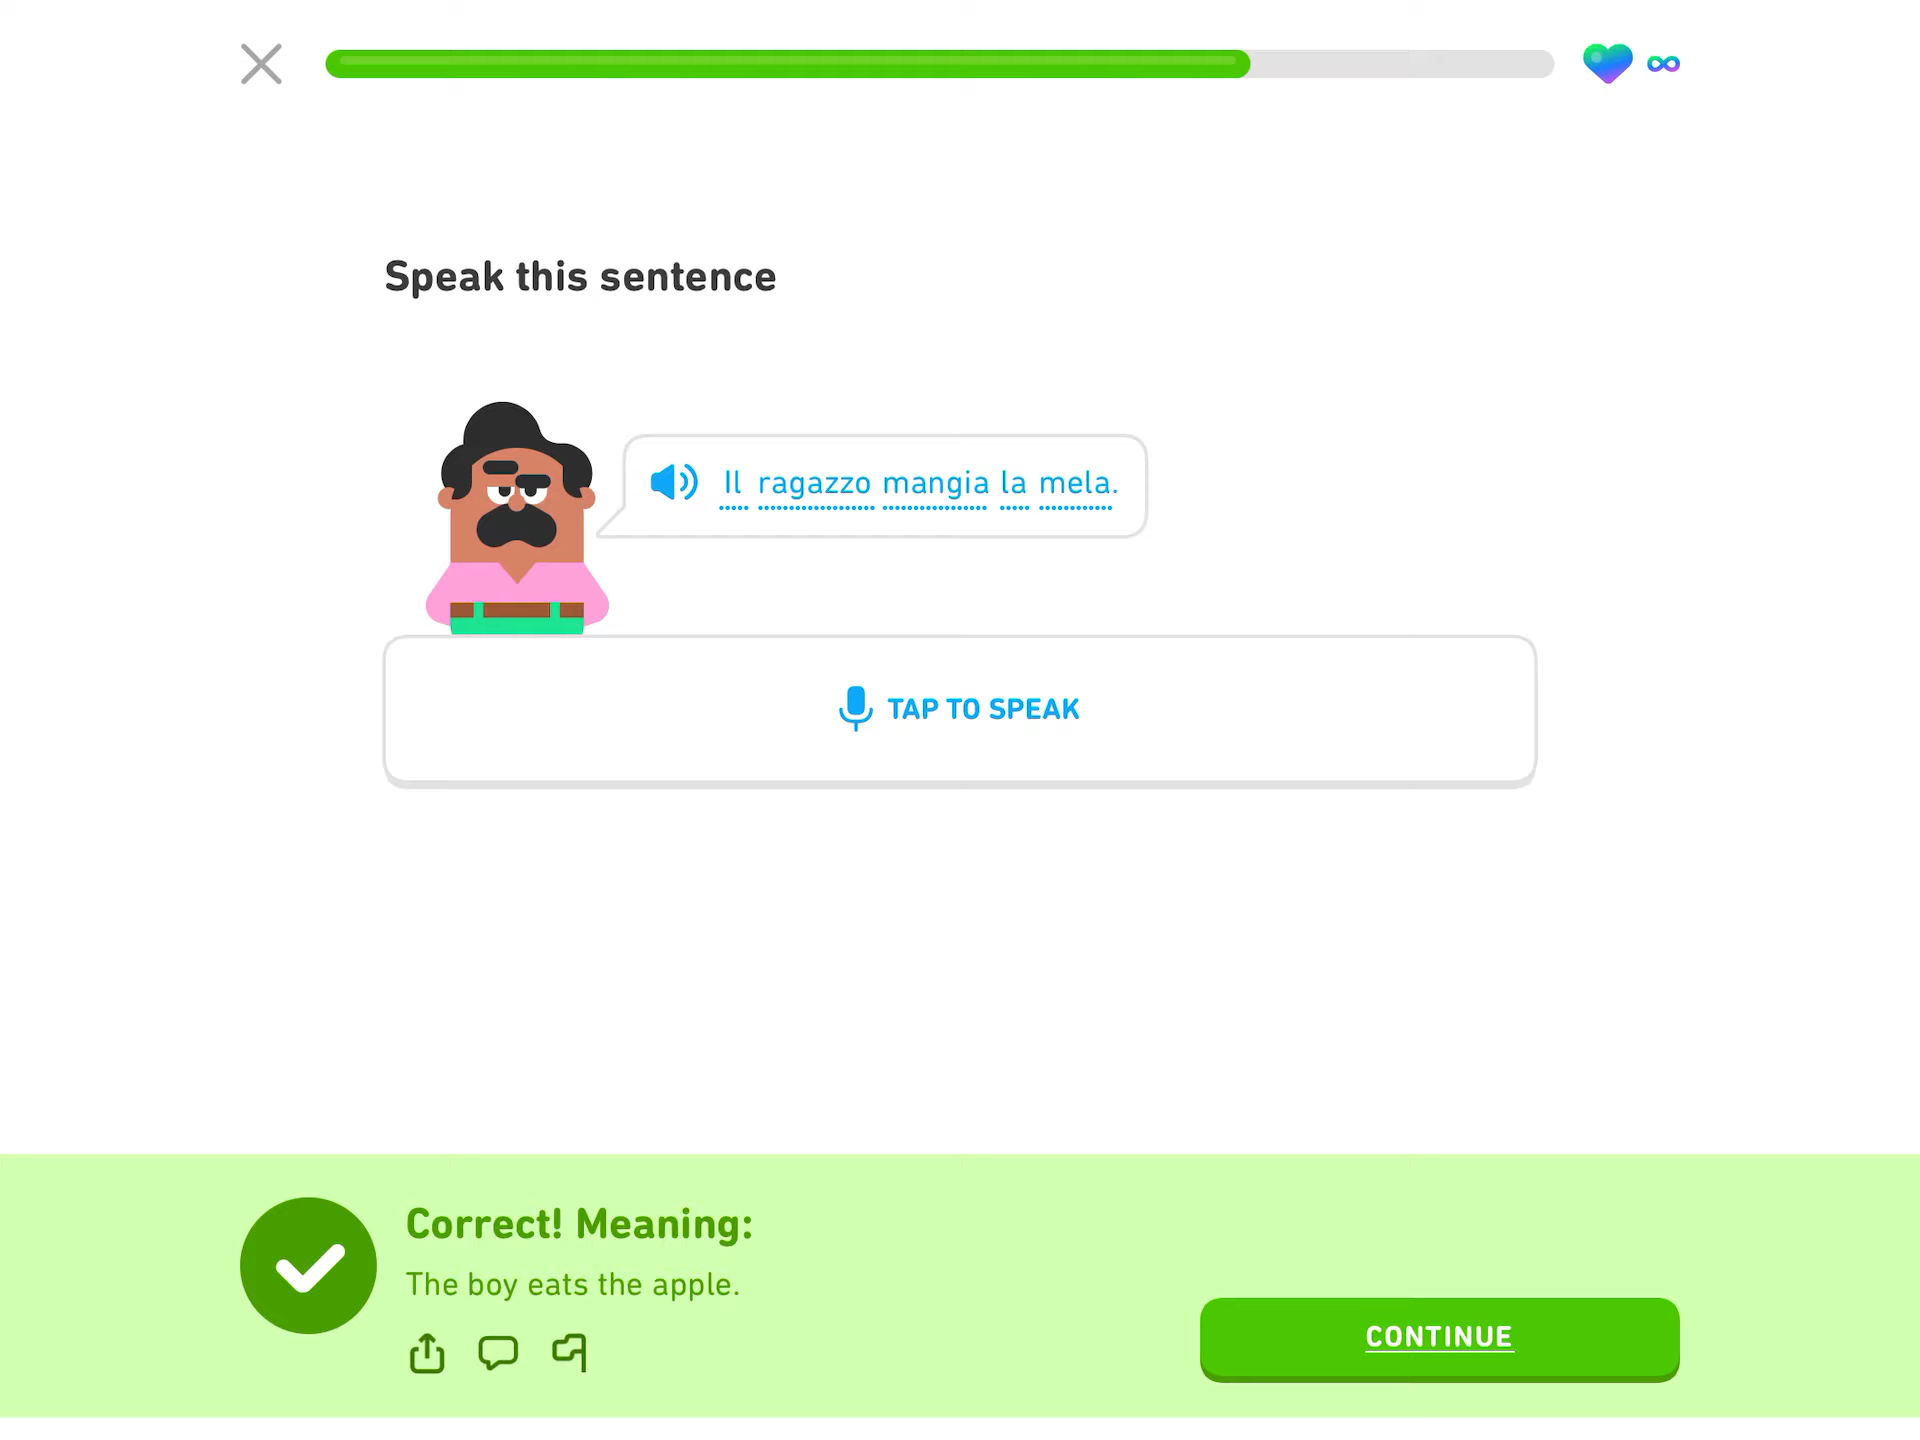 Speak this sentence
Il ragazzo mangia la mela.
TAP TO SPEAK
Correct! Meaning:
The boy eats the apple.
CONTINUE